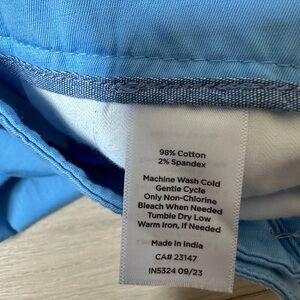 98% Cotton
2% Spandex
Machine Wash Cold
Gentle Cycle
Only Non-Chlorine
Bleach When Needed
Tumble Dry Low
Warm Iron, If Needed
Made in India
CA# 23147
IN5324 09/23